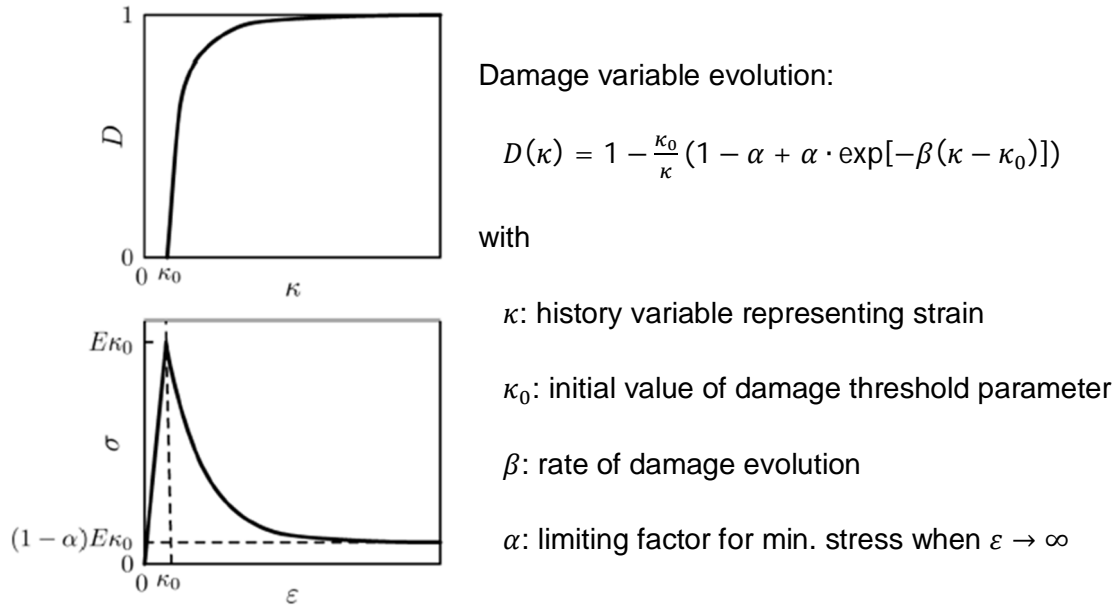 1
D
0
0 κ₀
κ
Eκ₀
σ
(1 − α)Eκ₀
0
0 κ₀
ε
Damage variable evolution:
D(κ) = 1 − κ₀/κ (1 − α + α · exp[−β(κ − κ₀)])
with
κ: history variable representing strain
κ₀: initial value of damage threshold parameter
β: rate of damage evolution
α: limiting factor for min. stress when ε → ∞